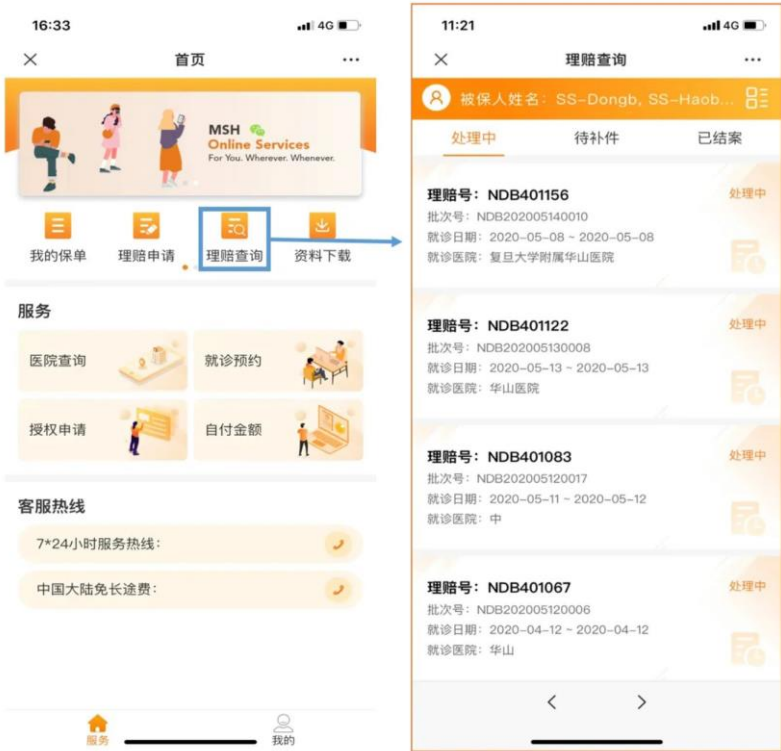 16:33
4G
首页
MSH
Online Services
For You. Wherever. Whenever.
我的保单
理赔申请
理赔查询
资料下载
服务
医院查询
就诊预约
授权申请
自付金额
客服热线
7*24小时服务热线：
中国大陆免长途费：
服务
我的
11:21
4G
理赔查询
被保人姓名：SS-Dongb, SS-Haob...
处理中
待补件
已结案
理赔号：NDB401156
处理中
批次号：NDB202005140010
就诊日期：2020-05-08 ~ 2020-05-08
就诊医院：复旦大学附属华山医院
理赔号：NDB401122
处理中
批次号：NDB202005130008
就诊日期：2020-05-13 ~ 2020-05-13
就诊医院：华山医院
理赔号：NDB401083
处理中
批次号：NDB202005120017
就诊日期：2020-05-11 ~ 2020-05-12
就诊医院：中
理赔号：NDB401067
处理中
批次号：NDB202005120006
就诊日期：2020-04-12 ~ 2020-04-12
就诊医院：华山